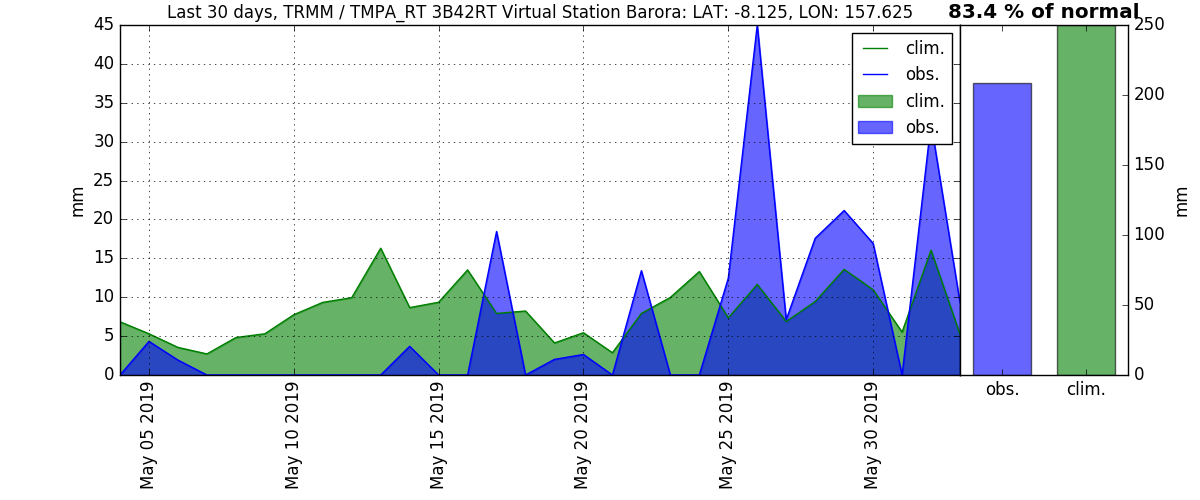 Last 30 days, TRMM / TMPA_RT 3B42RT Virtual Station Barora: LAT: -8.125, LON: 157.625
83.4 % of normal
45
40
35
30
25
20
15
10
5
0
mm
clim.
obs.
clim.
obs.
250
200
150
100
50
0
mm
obs.
clim.
May 05 2019
May 10 2019
May 15 2019
May 20 2019
May 25 2019
May 30 2019